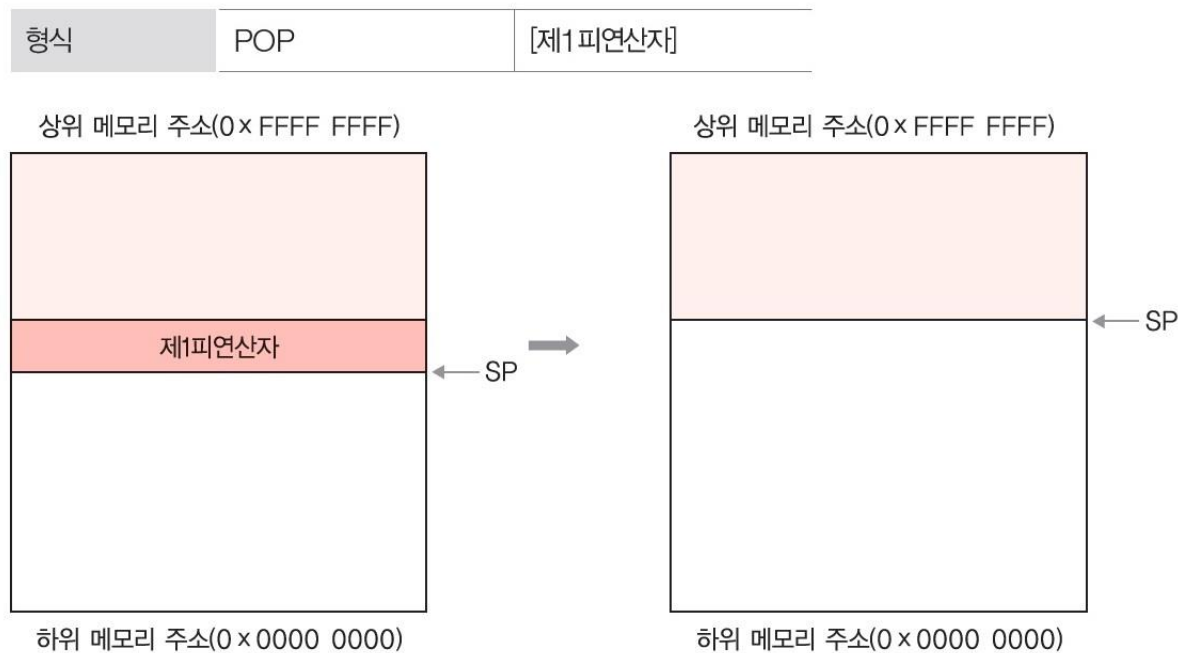 형식 POP [제1피연산자]
상위 메모리 주소(0×FFFF FFFF) 상위 메모리 주소(0×FFFF FFFF)
SP
제1피연산자
SP
하위 메모리 주소(0×0000 0000) 하위 메모리 주소(0×0000 0000)